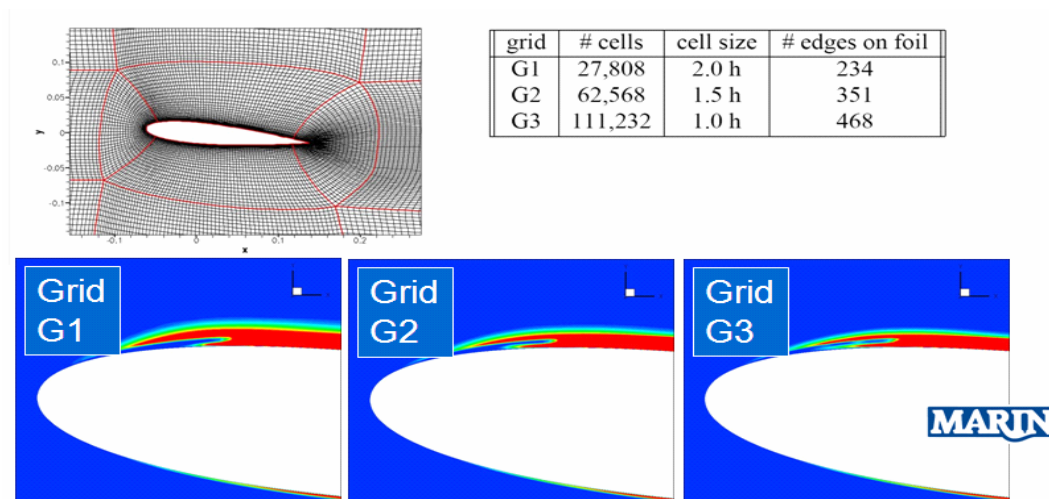 grid # cells cell size # edges on foil
G1 27,808 2.0 h 234
G2 62,568 1.5 h 351
G3 111,232 1.0 h 468
0.1
0.05
0
-0.05
-0.1
y
-0.1 0 0.1 0.2
x
Grid
G1
Grid
G2
Grid
G3
MARIN